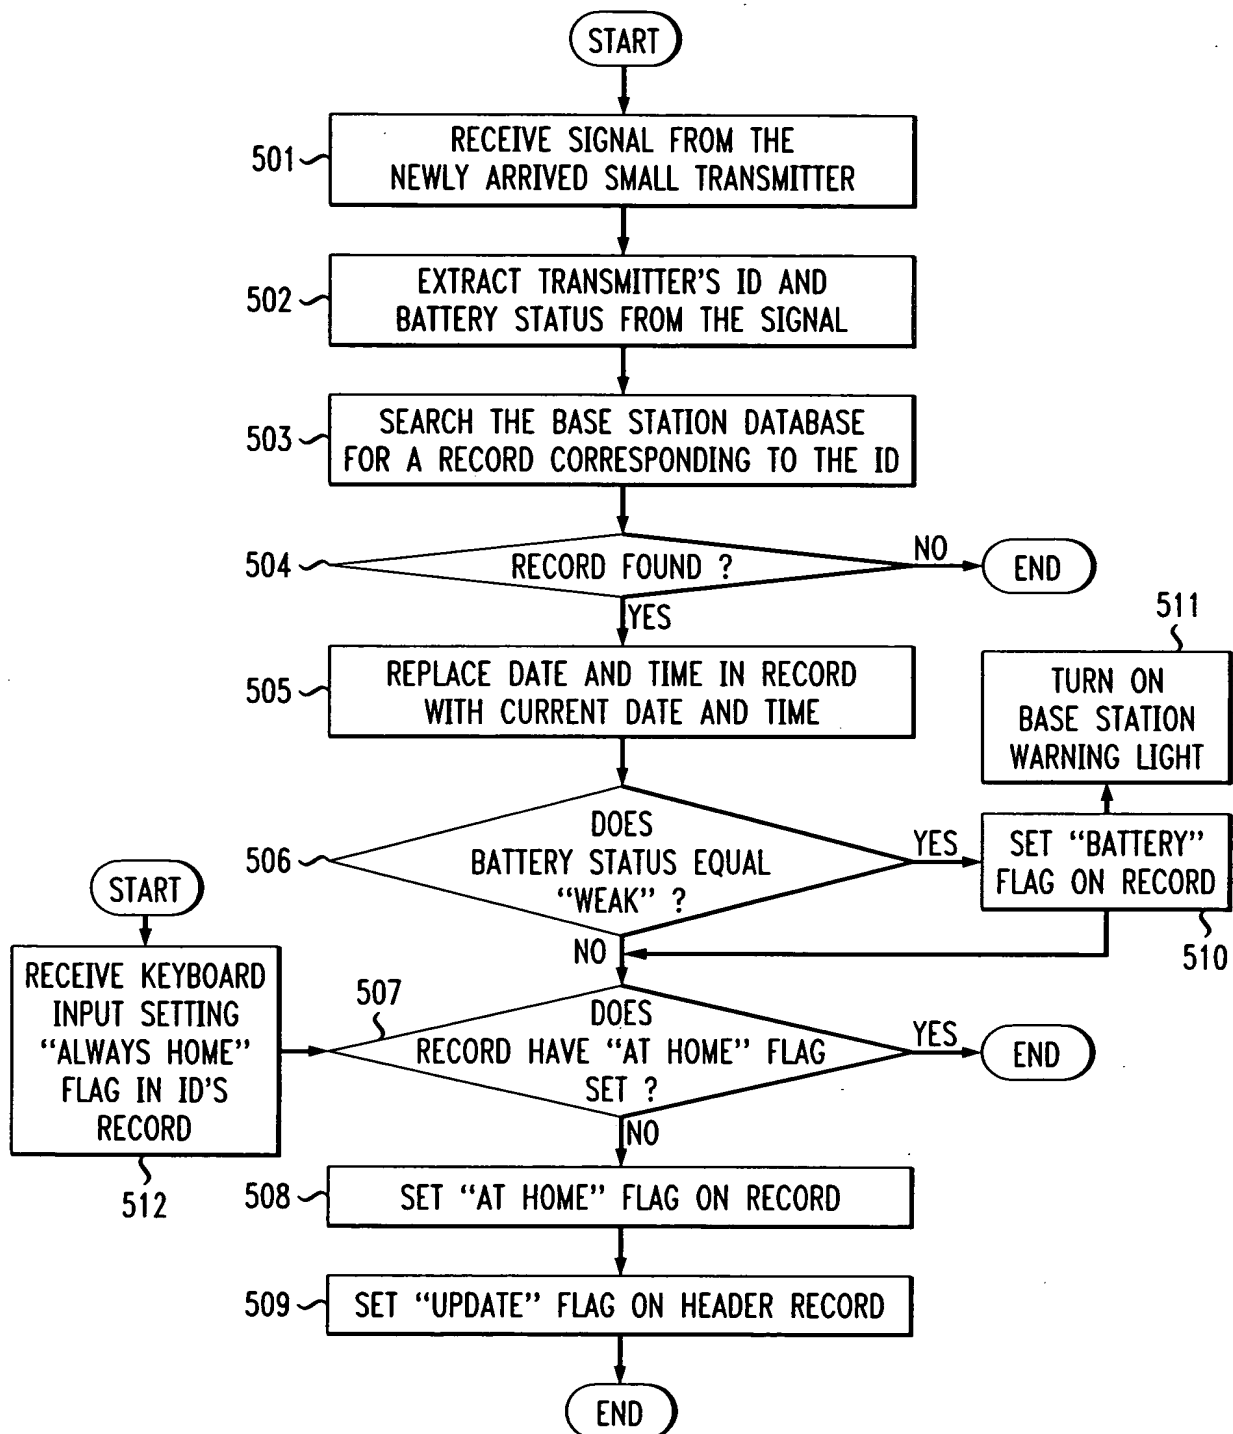 START
501
RECEIVE SIGNAL FROM THE
NEWLY ARRIVED SMALL TRANSMITTER
502
EXTRACT TRANSMITTER'S ID AND
BATTERY STATUS FROM THE SIGNAL
503
SEARCH THE BASE STATION DATABASE
FOR A RECORD CORRESPONDING TO THE ID
504
RECORD FOUND ?
NO
END
YES
505
REPLACE DATE AND TIME IN RECORD
WITH CURRENT DATE AND TIME
511
TURN ON
BASE STATION
WARNING LIGHT
506
DOES
BATTERY STATUS EQUAL
“WEAK” ?
YES
SET “BATTERY”
FLAG ON RECORD
510
NO
START
RECEIVE KEYBOARD
INPUT SETTING
“ALWAYS HOME”
FLAG IN ID'S
RECORD
512
507
DOES
RECORD HAVE “AT HOME” FLAG
SET ?
YES
END
NO
508
SET “AT HOME” FLAG ON RECORD
509
SET “UPDATE” FLAG ON HEADER RECORD
END